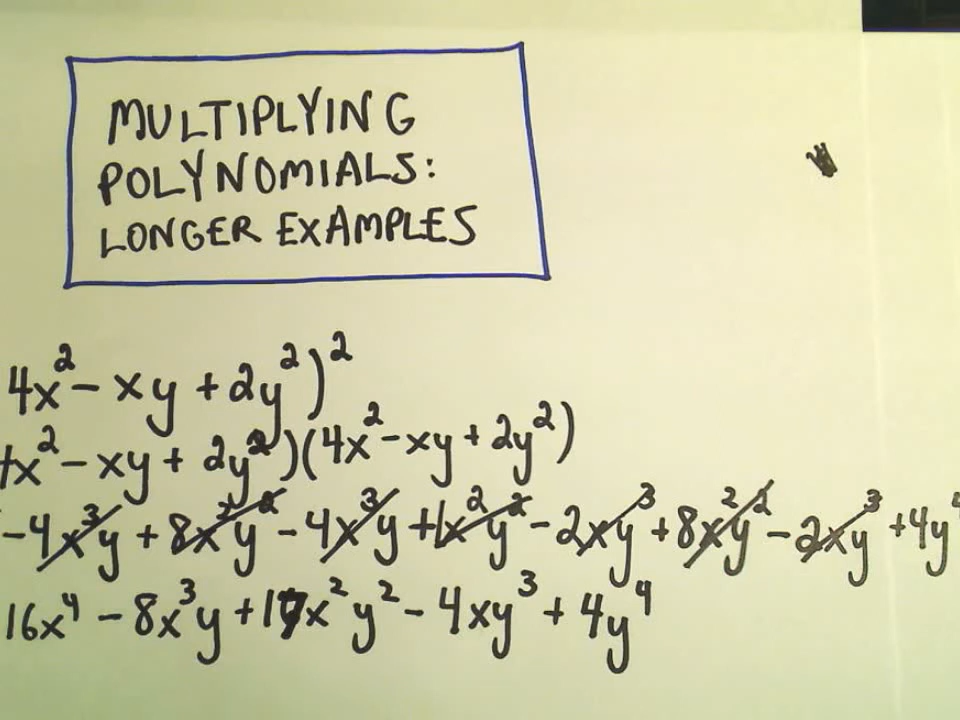 MULTIPLYING
POLYNOMIALS:
LONGER EXAMPLES
4x² - xy + 2y²)²
4x² - xy + 2y²)(4x² - xy + 2y²)
- 4x³y + 8x²y² - 4x³y + 1x²y² - 2xy³ + 8x²y² - 2xy³ + 4y⁴
16x⁴ - 8x³y + 17x²y² - 4xy³ + 4y⁴